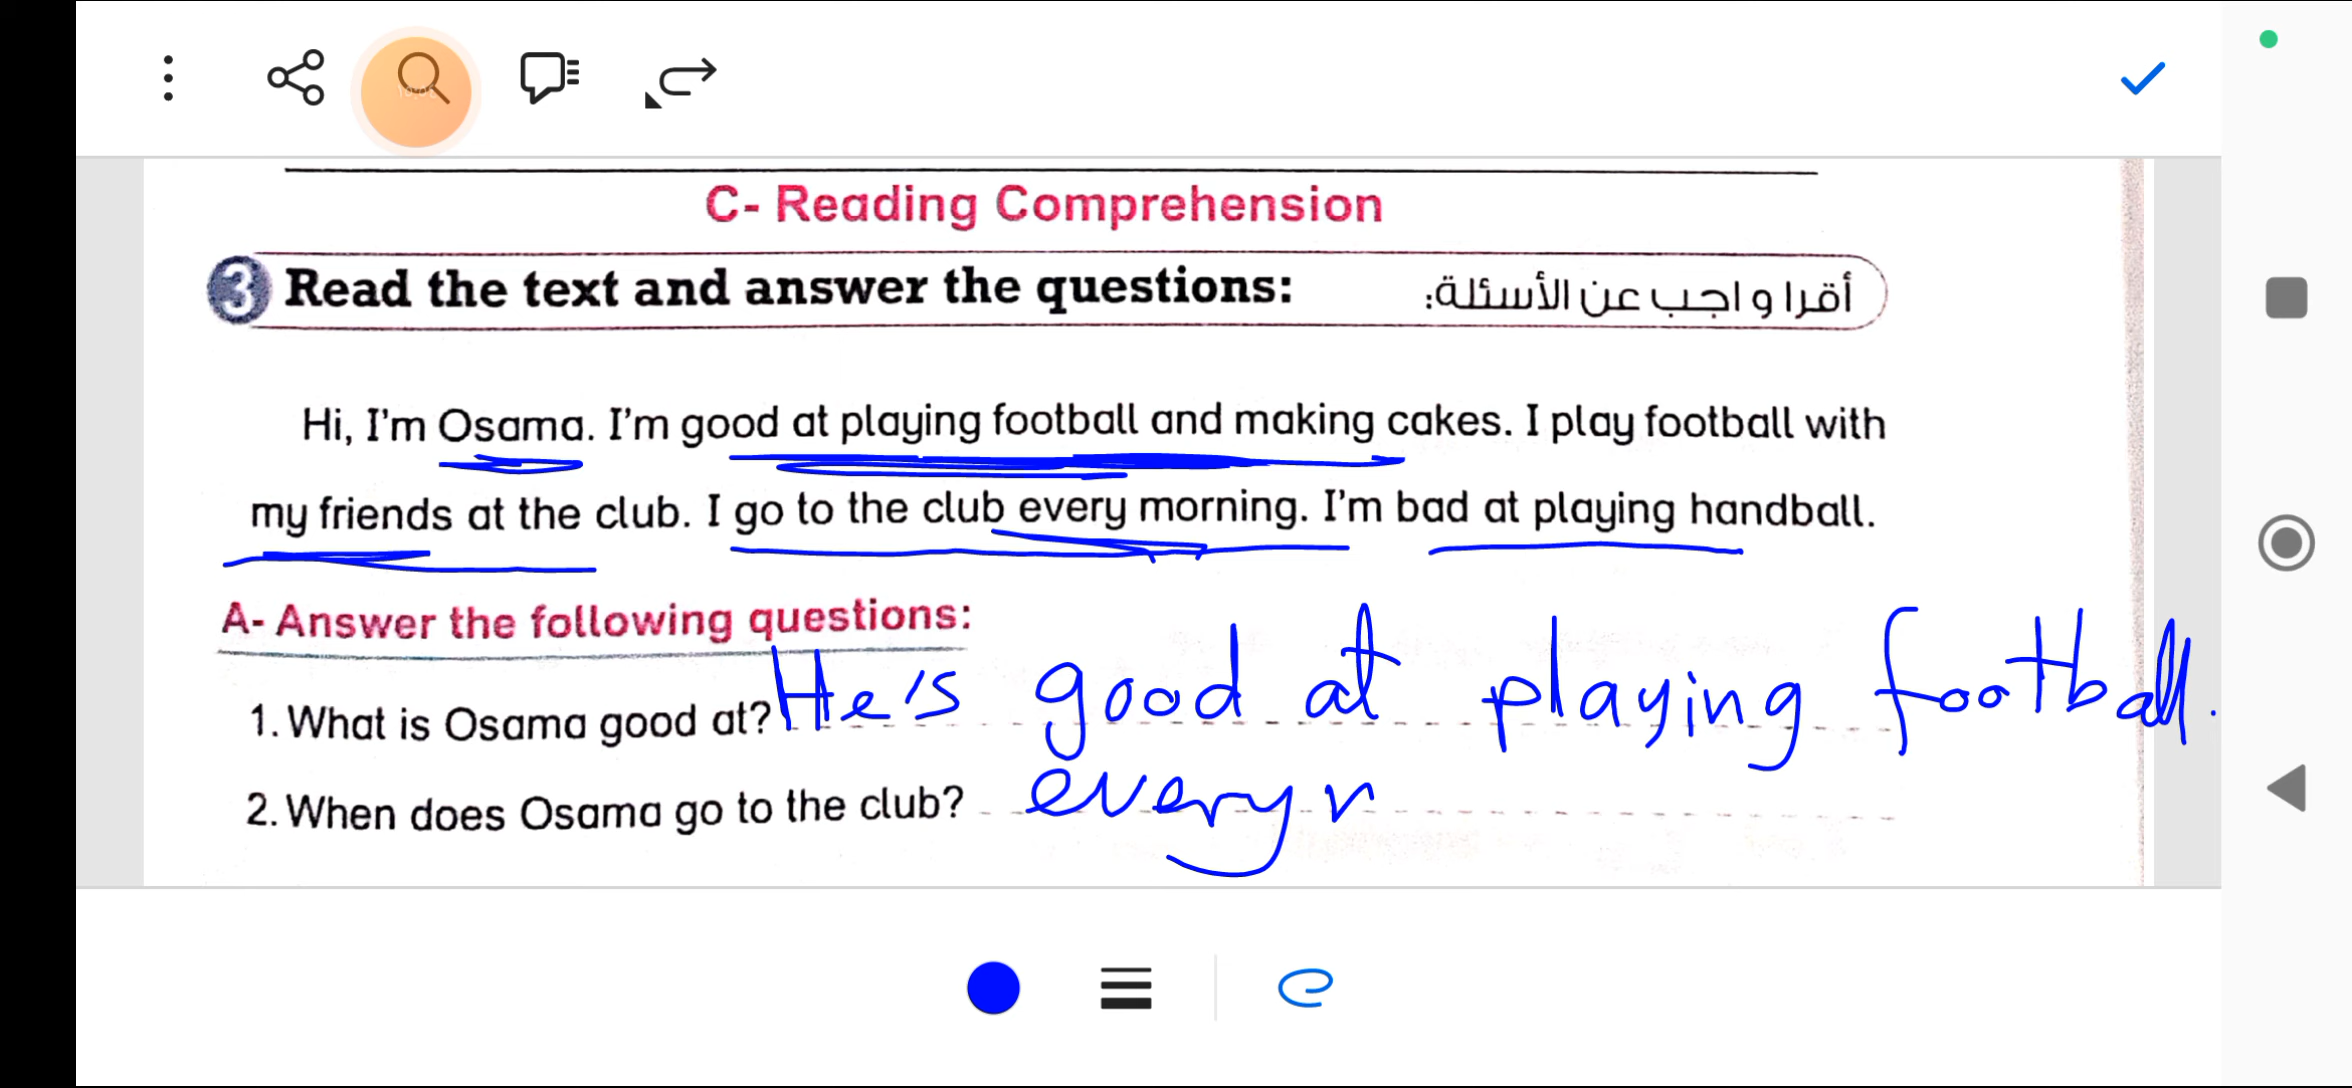 C- Reading Comprehension
3 Read the text and answer the questions: أقرا و اجب عن الأسئلة:
Hi, I'm Osama. I'm good at playing football and making cakes. I play football with
my friends at the club. I go to the club every morning. I'm bad at playing handball.
A- Answer the following questions:
1. What is Osama good at? He's good at playing football.
2. When does Osama go to the club? every